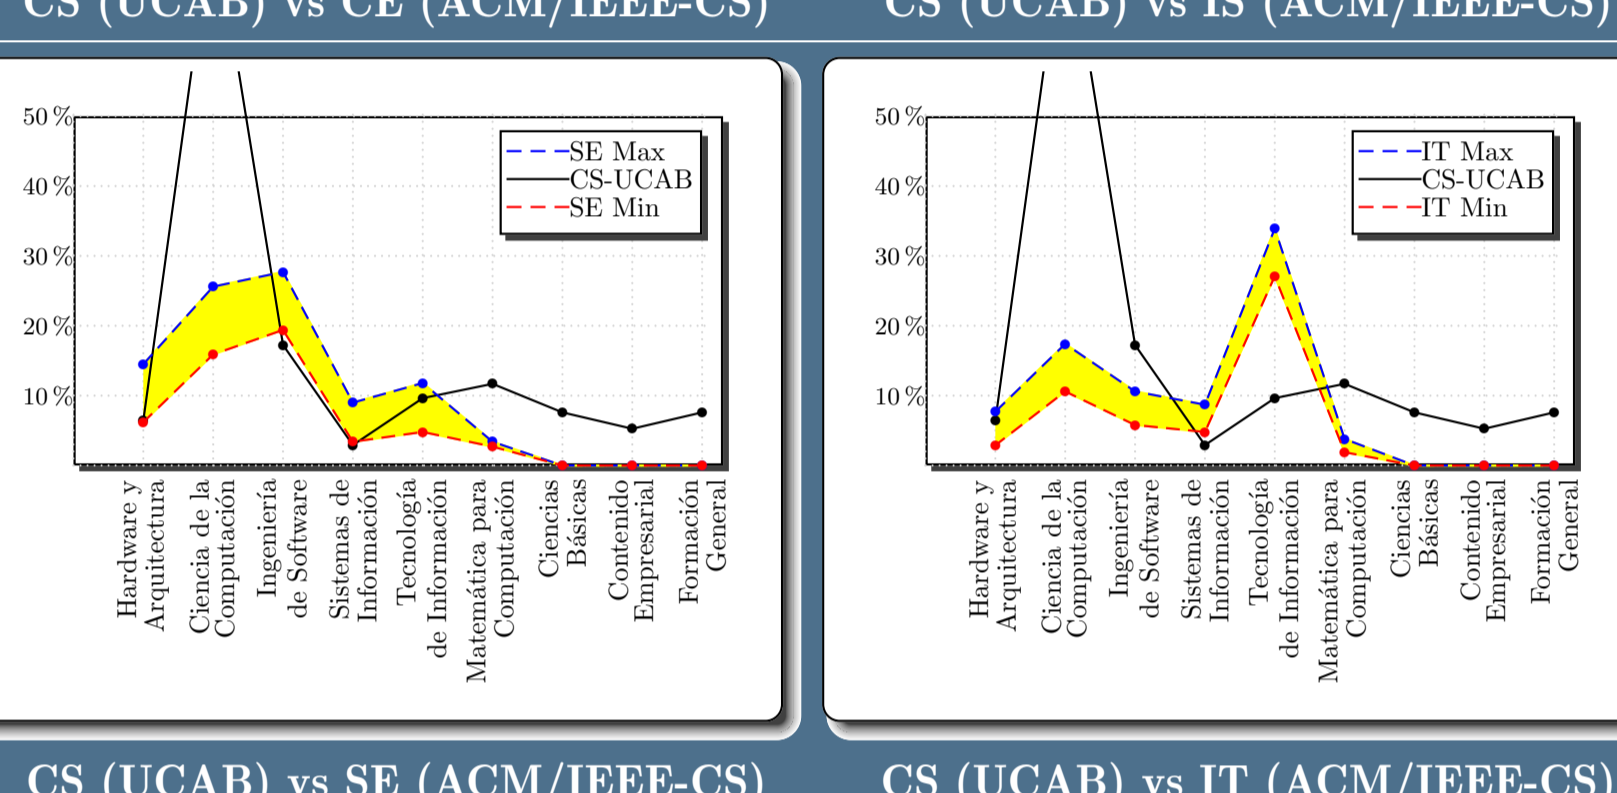 CS (UCAB) vs CE (ACM/IEEE-CS)
CS (UCAB) vs IS (ACM/IEEE-CS)
50 %
40 %
30 %
20 %
10 %
SE Max
CS-UCAB
SE Min
Hardware y
Arquitectura
Ciencia de la
Computación
Ingeniería
de Software
Sistemas de
Información
Tecnología
de Información
Matemática para
Computación
Ciencias
Básicas
Contenido
Empresarial
Formación
General
50 %
40 %
30 %
20 %
10 %
IT Max
CS-UCAB
IT Min
Hardware y
Arquitectura
Ciencia de la
Computación
Ingeniería
de Software
Sistemas de
Información
Tecnología
de Información
Matemática para
Computación
Ciencias
Básicas
Contenido
Empresarial
Formación
General
CS (UCAB) vs SE (ACM/IEEE-CS)
CS (UCAB) vs IT (ACM/IEEE-CS)